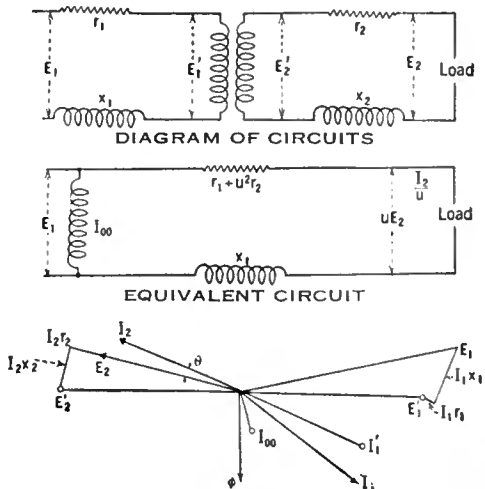 r₁ r₂
E₁ E₁' E₂' E₂ Load
x₁ x₂
DIAGRAM OF CIRCUITS
r₁+u²r₂ I₂/u
E₁ I₀₀ uE₂ Load
x₁
EQUIVALENT CIRCUIT
I₂r₂ I₂ θ E₁
I₂x₂ E₂ I₁x₁
E₂' E₁' I₁r₁
I₀₀ I₁'
φ I₁